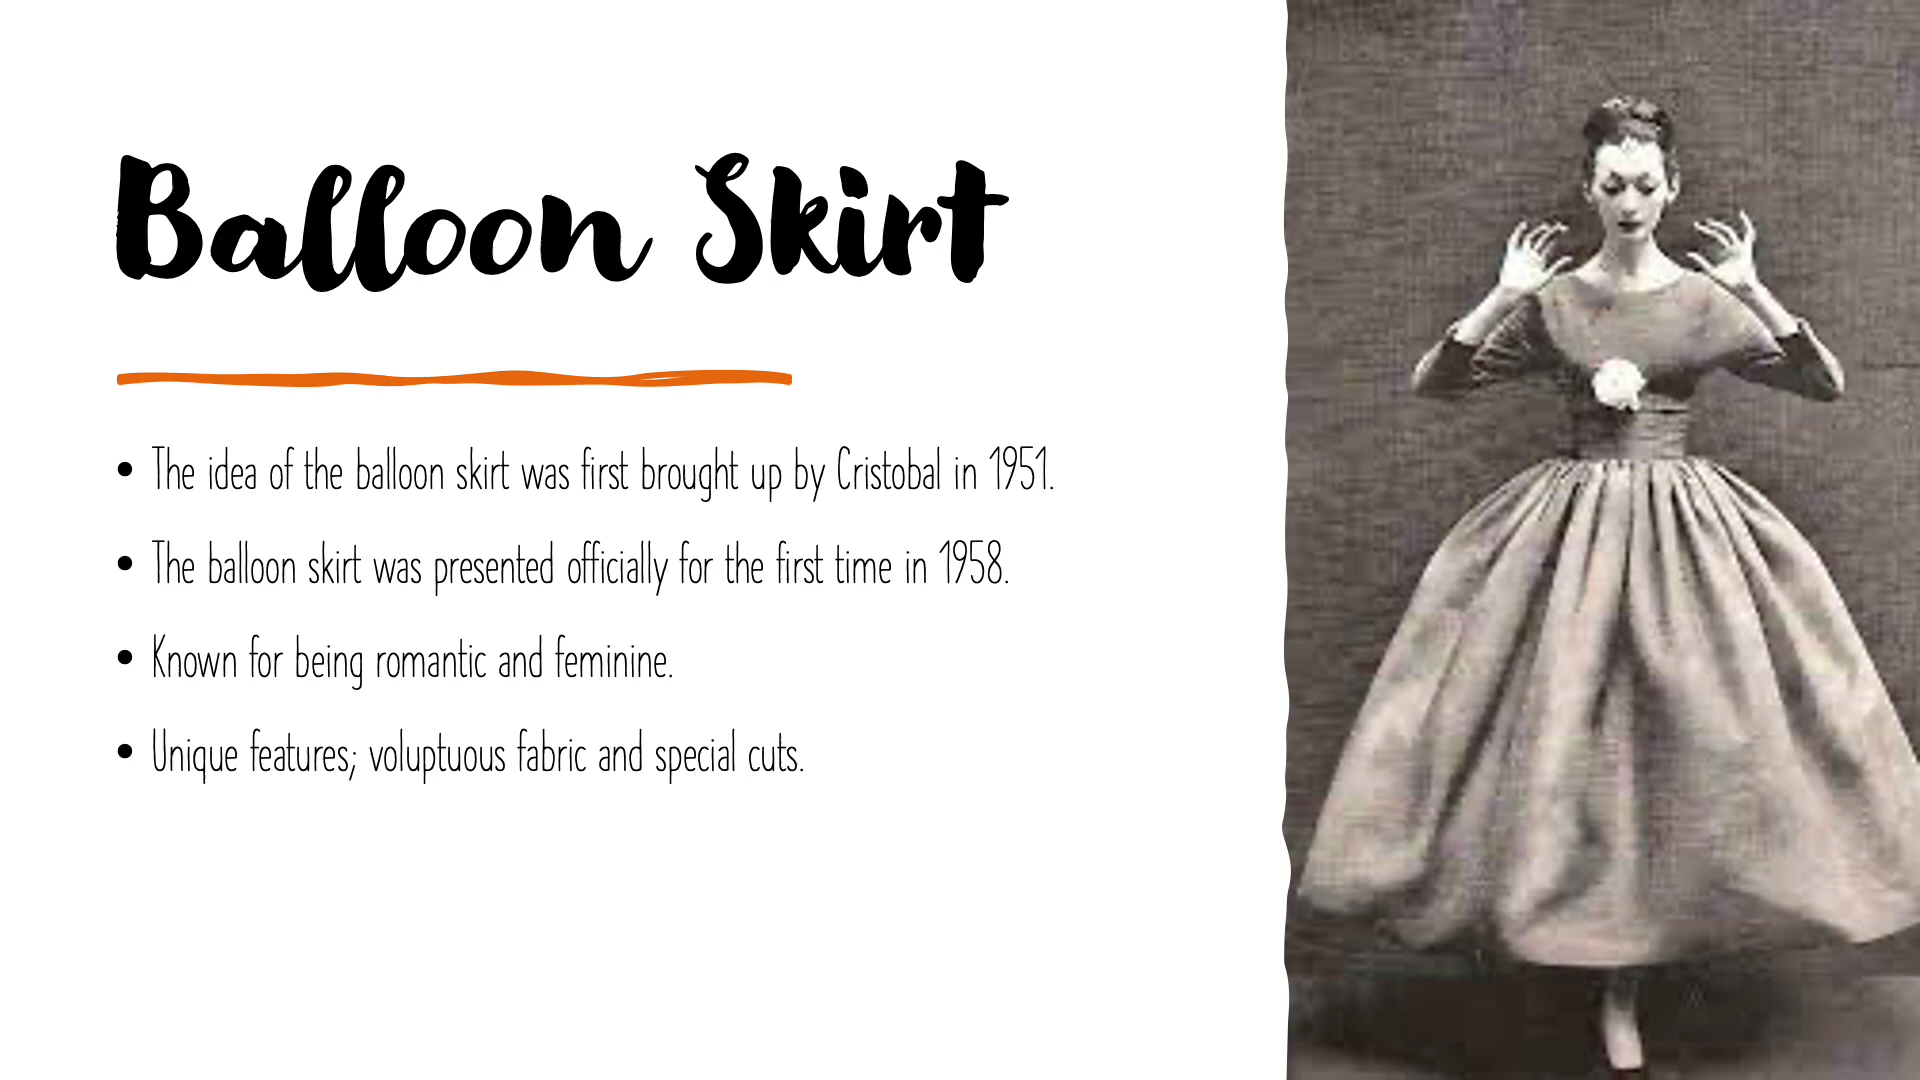 Balloon Skirt
• The idea of the balloon skirt was first brought up by Cristobal in 1951.
• The balloon skirt was presented officially for the first time in 1958.
• Known for being romantic and feminine.
• Unique features; voluptuous fabric and special cuts.